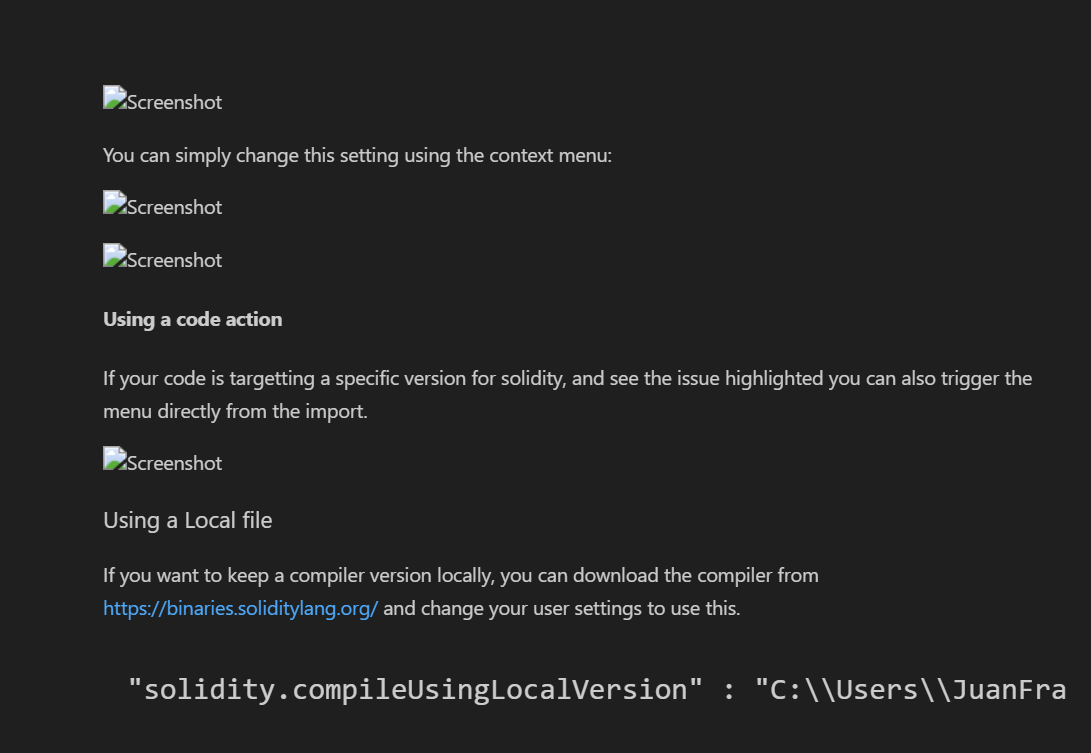 Screenshot
You can simply change this setting using the context menu:
Screenshot
Screenshot
Using a code action
If your code is targetting a specific version for solidity, and see the issue highlighted you can also trigger the
menu directly from the import.
Screenshot
Using a Local file
If you want to keep a compiler version locally, you can download the compiler from
https://binaries.soliditylang.org/ and change your user settings to use this.
"solidity.compileUsingLocalVersion" : "C:\\Users\\JuanFra